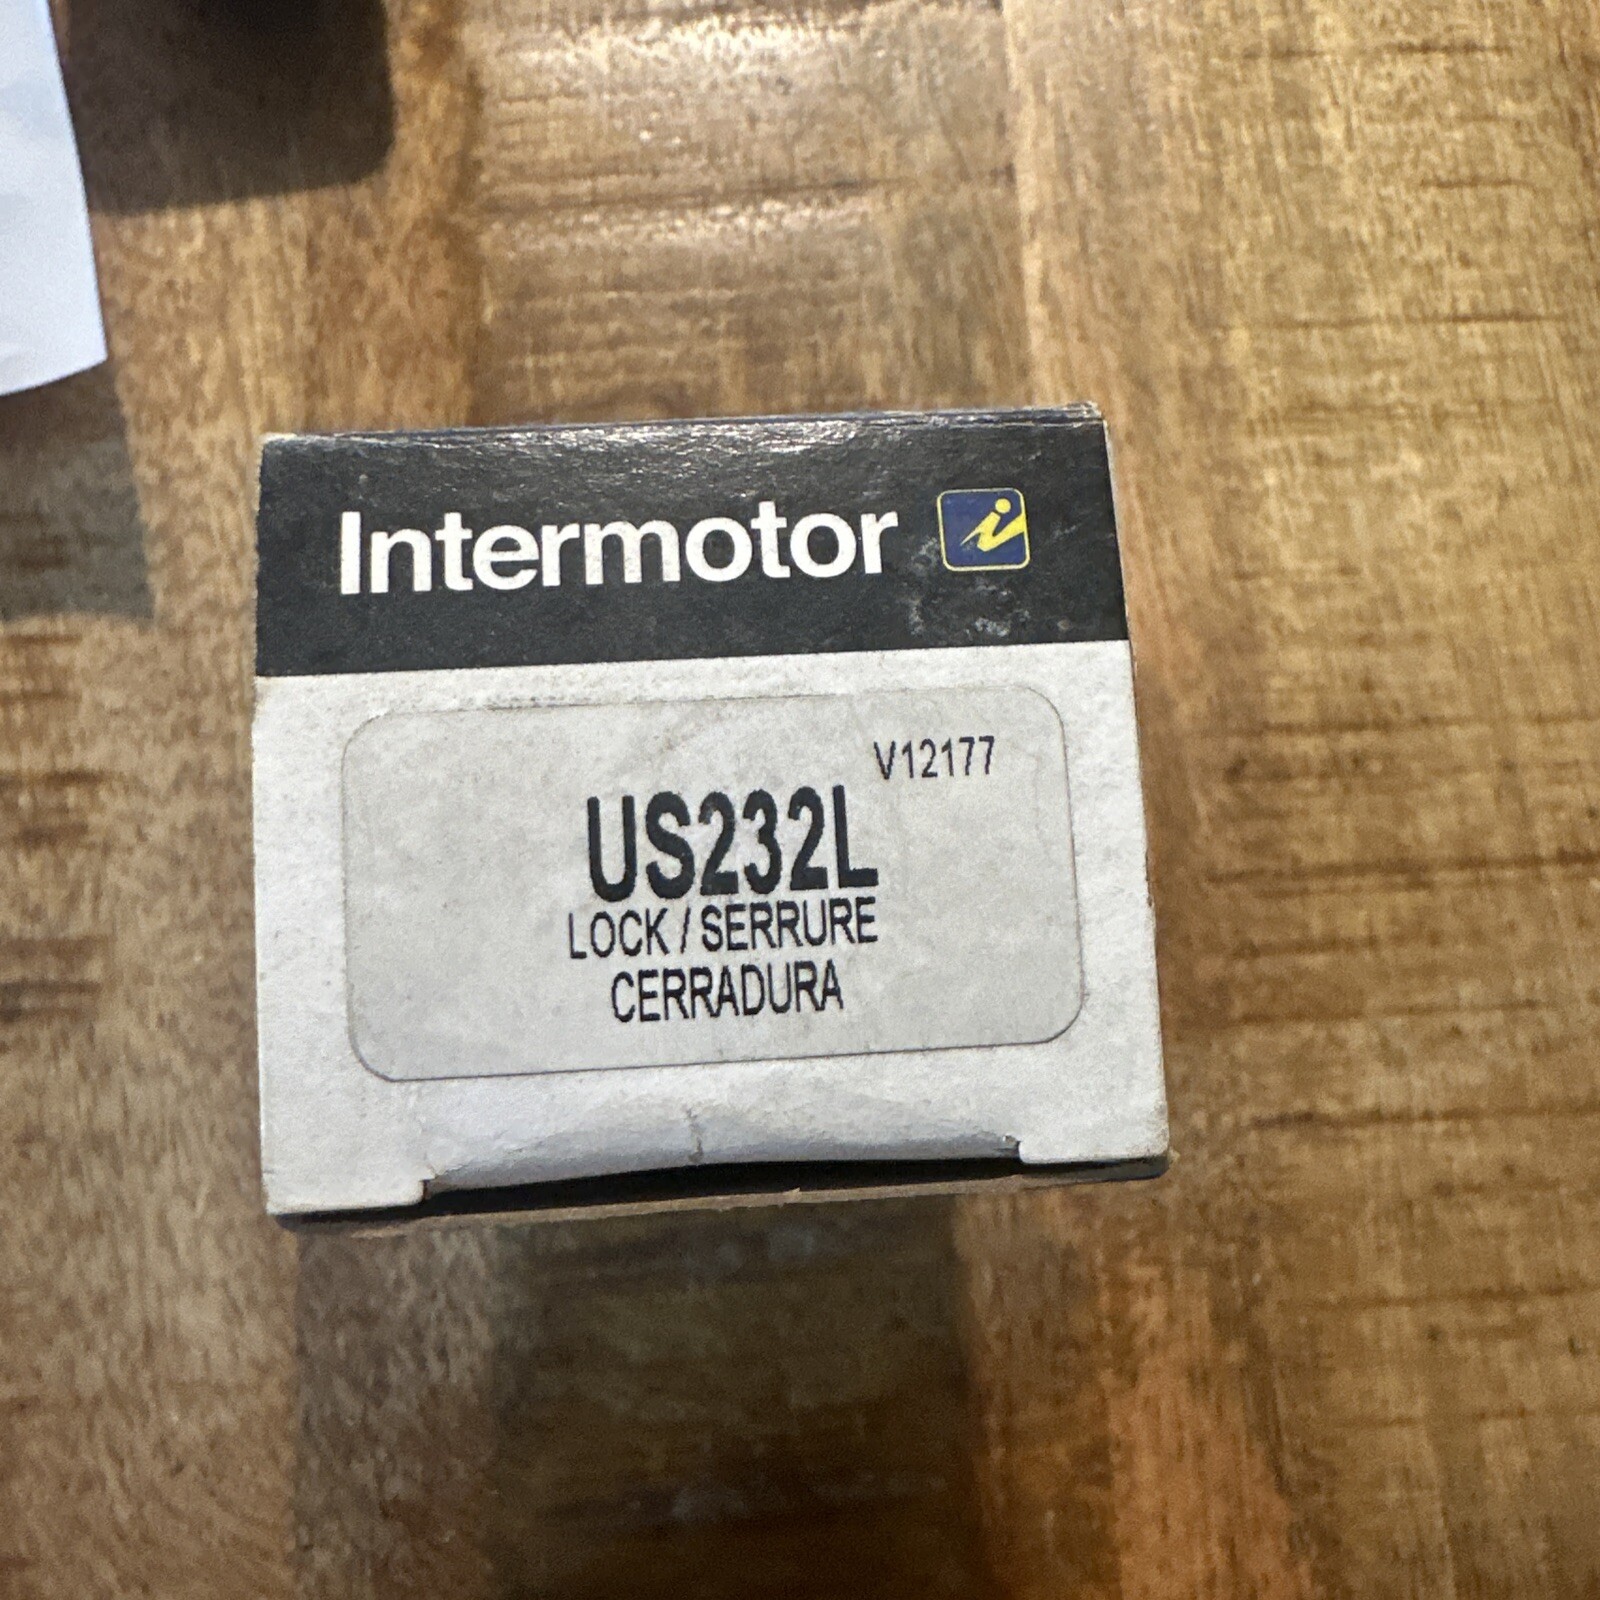 Intermotor
V12177
US232L
LOCK / SERRURE
CERRADURA